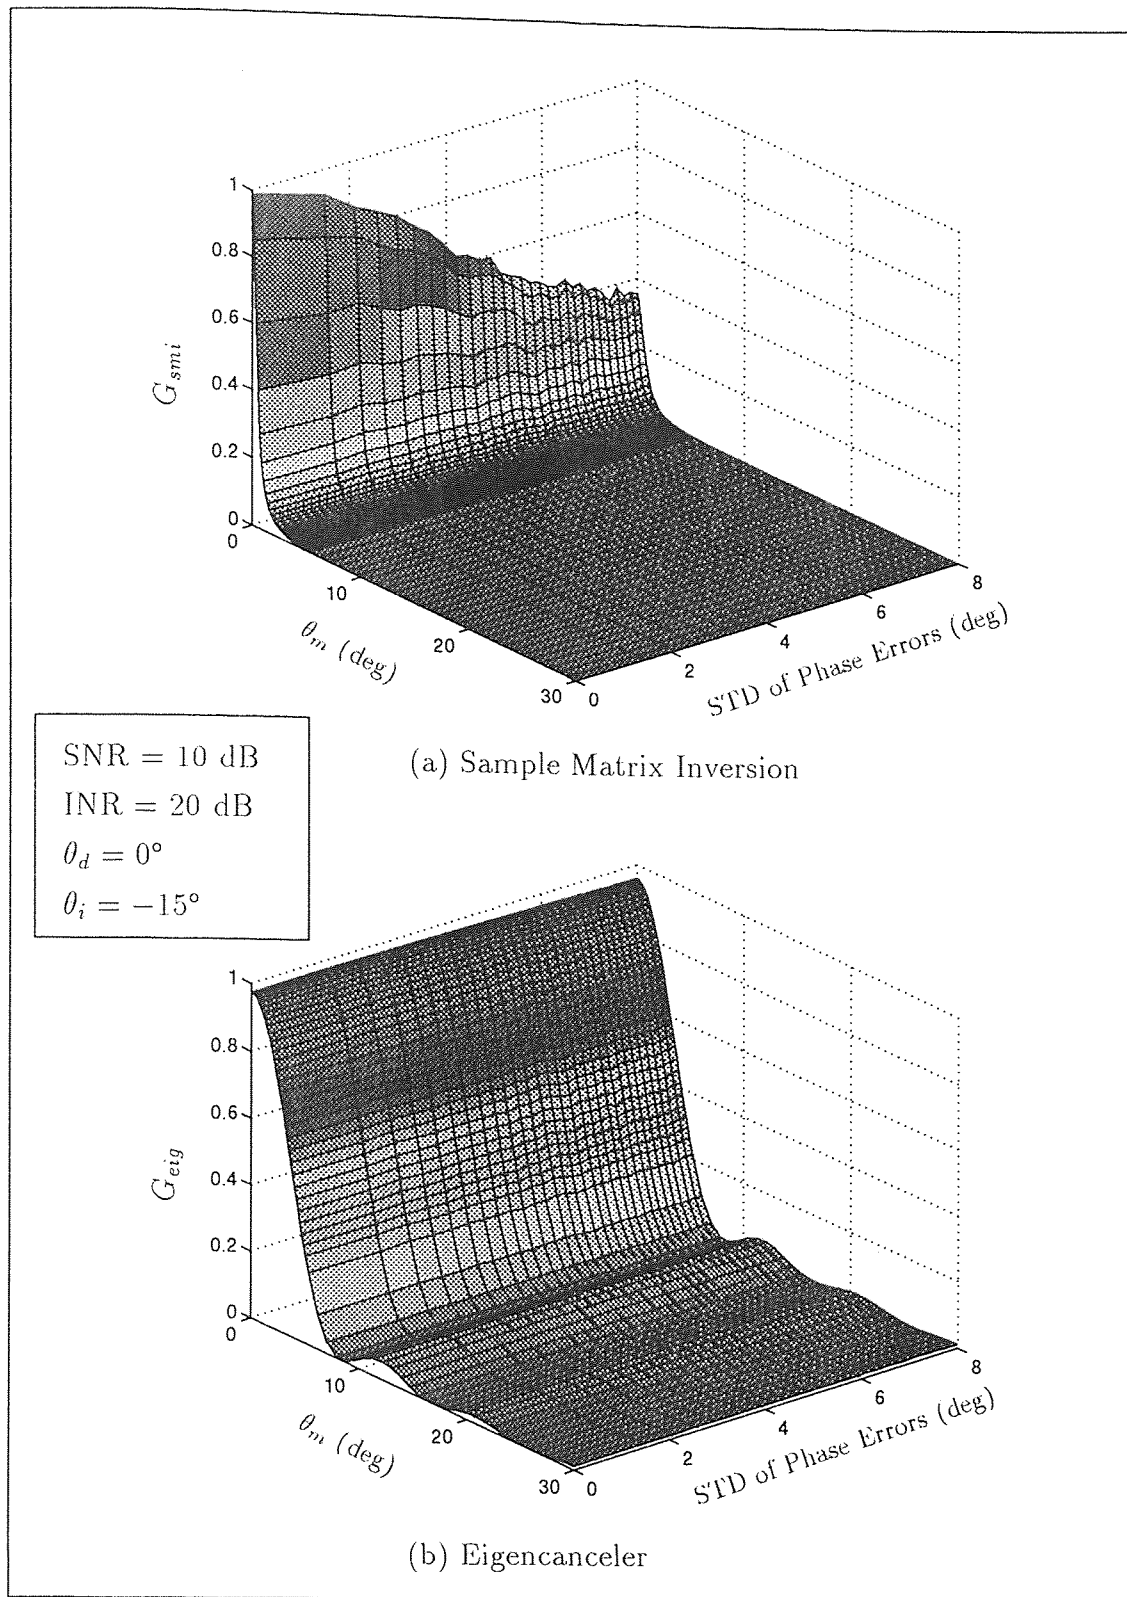 1
0.8
0.6
0.4
0.2
0
0
10
20
30
0
2
4
6
8
G_smi
θ_m (deg)
STD of Phase Errors (deg)
(a) Sample Matrix Inversion
SNR = 10 dB
INR = 20 dB
θ_d = 0°
θ_i = −15°
1
0.8
0.6
0.4
0.2
0
0
10
20
30
0
2
4
6
8
G_eig
θ_m (deg)
STD of Phase Errors (deg)
(b) Eigencanceler